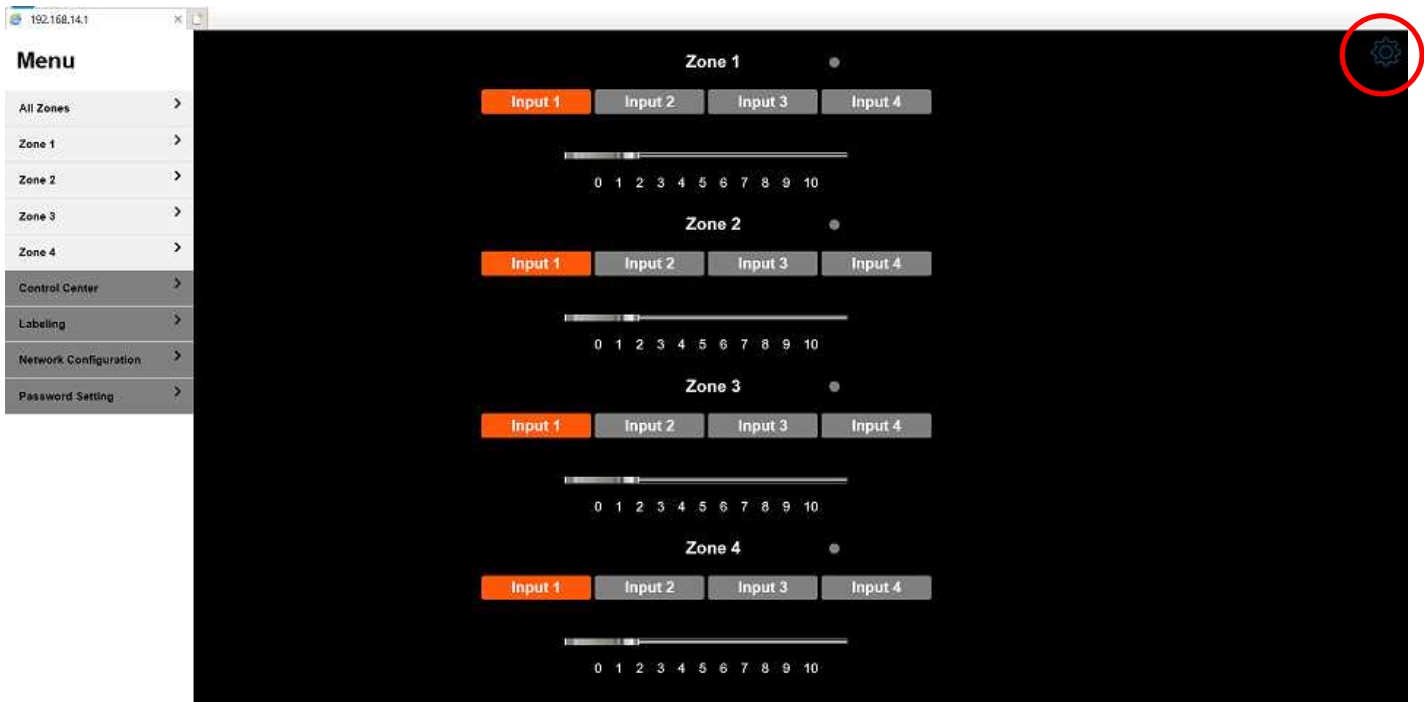 192.168.14.1
Menu
All Zones
Zone 1
Zone 2
Zone 3
Zone 4
Control Center
Labeling
Network Configuration
Password Setting
Zone 1
Input 1 Input 2 Input 3 Input 4
0 1 2 3 4 5 6 7 8 9 10
Zone 2
Input 1 Input 2 Input 3 Input 4
0 1 2 3 4 5 6 7 8 9 10
Zone 3
Input 1 Input 2 Input 3 Input 4
0 1 2 3 4 5 6 7 8 9 10
Zone 4
Input 1 Input 2 Input 3 Input 4
0 1 2 3 4 5 6 7 8 9 10